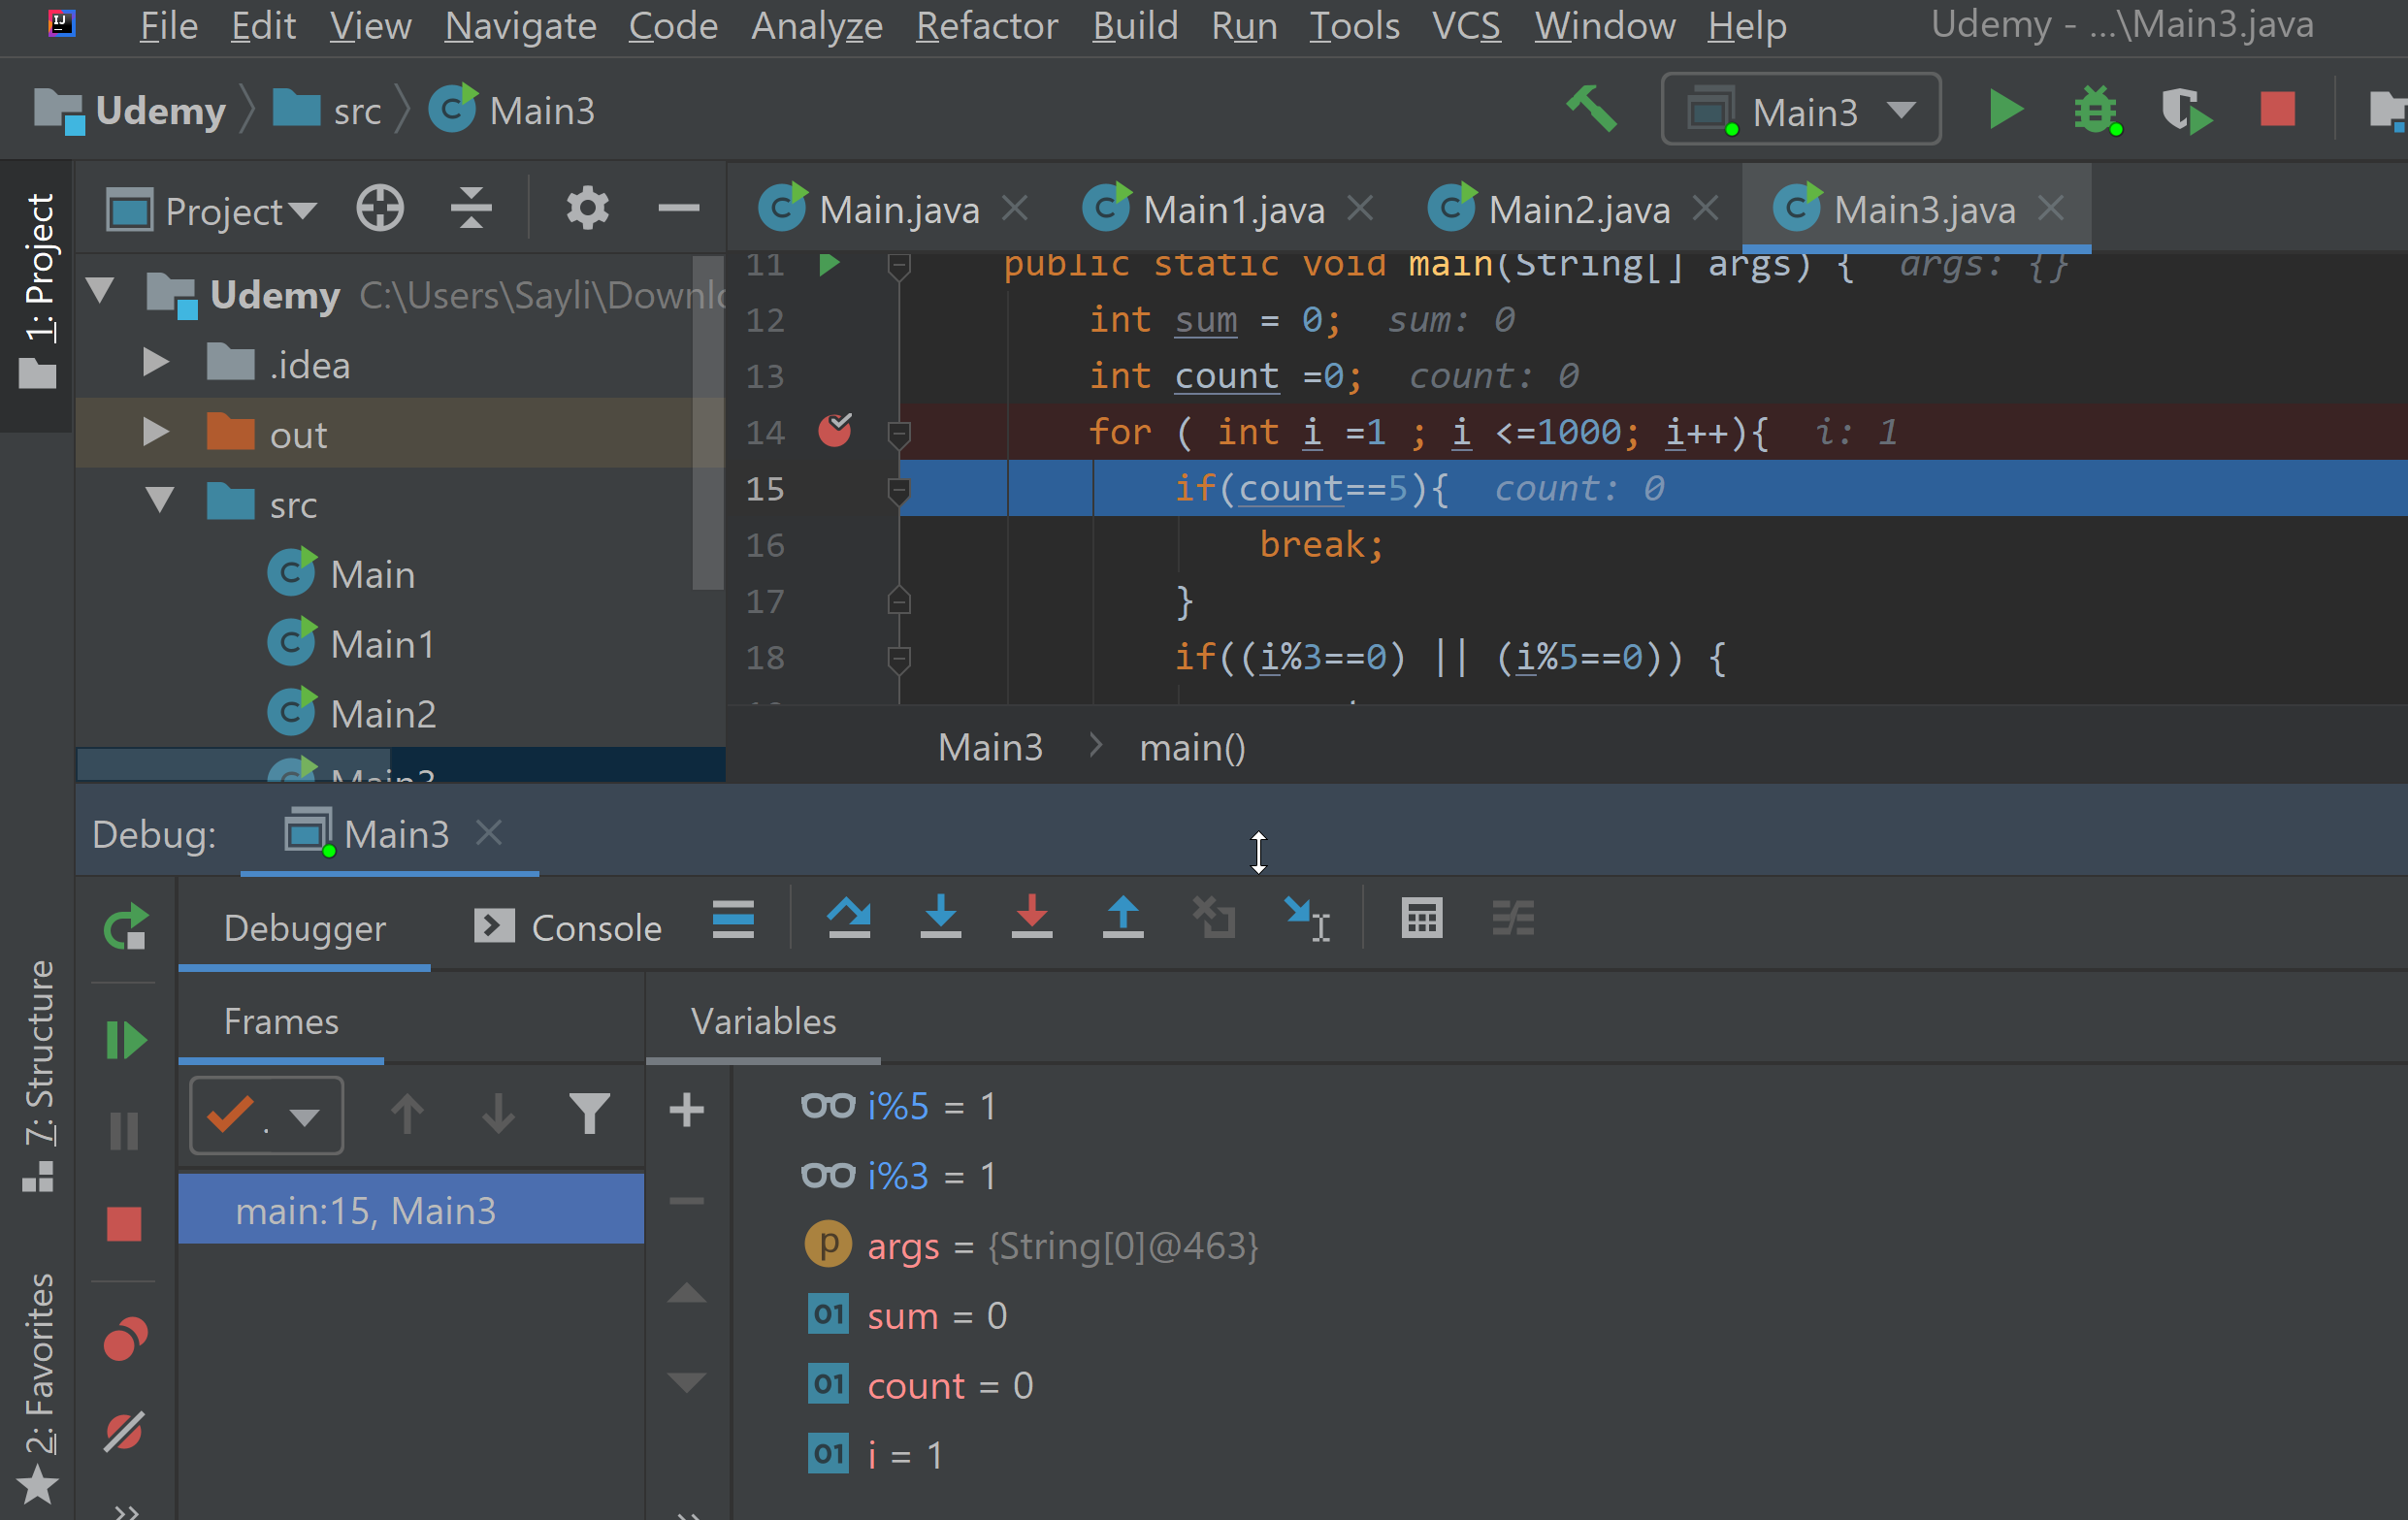 File Edit View Navigate Code Analyze Refactor Build Run Tools VCS Window Help Udemy - ...\Main3.java
Udemy src Main3 Main3
1: Project
Project
Main.java Main1.java Main2.java Main3.java
Udemy C:\Users\Sayli\Downlo
.idea
out
src
Main
Main1
Main2
Main3
11 public static void main(String[] args) { args: {}
12 int sum = 0; sum: 0
13 int count =0; count: 0
14 for ( int i =1 ; i <=1000; i++){ i: 1
15 if(count==5){ count: 0
16 break;
17 }
18 if((i%3==0) || (i%5==0)) {
Main3 > main()
Debug: Main3
Debugger Console
7: Structure
2: Favorites
Frames
main:15, Main3
Variables
i%5 = 1
i%3 = 1
args = {String[0]@463}
sum = 0
count = 0
i = 1